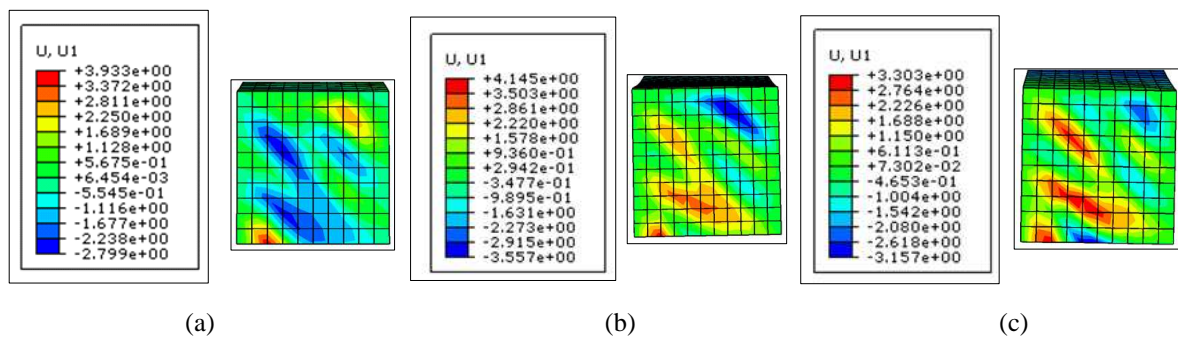 U, U1
+3.933e+00
+3.372e+00
+2.811e+00
+2.250e+00
+1.689e+00
+1.128e+00
+5.675e-01
+6.454e-03
-5.545e-01
-1.116e+00
-1.677e+00
-2.238e+00
-2.799e+00
U, U1
+4.145e+00
+3.503e+00
+2.861e+00
+2.220e+00
+1.578e+00
+9.360e-01
+2.942e-01
-3.477e-01
-9.895e-01
-1.631e+00
-2.273e+00
-2.915e+00
-3.557e+00
U, U1
+3.303e+00
+2.764e+00
+2.226e+00
+1.688e+00
+1.150e+00
+6.113e-01
+7.302e-02
-4.653e-01
-1.004e+00
-1.542e+00
-2.080e+00
-2.618e+00
-3.157e+00
(a) (b) (c)